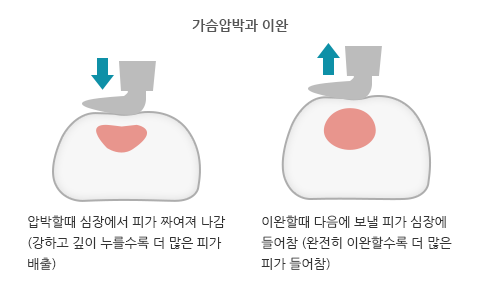 가슴압박과 이완
압박할때 심장에서 피가 짜여져 나감
(강하고 깊이 누를수록 더 많은 피가
배출)
이완할때 다음에 보낼 피가 심장에
들어참 (완전히 이완할수록 더 많은
피가 들어참)